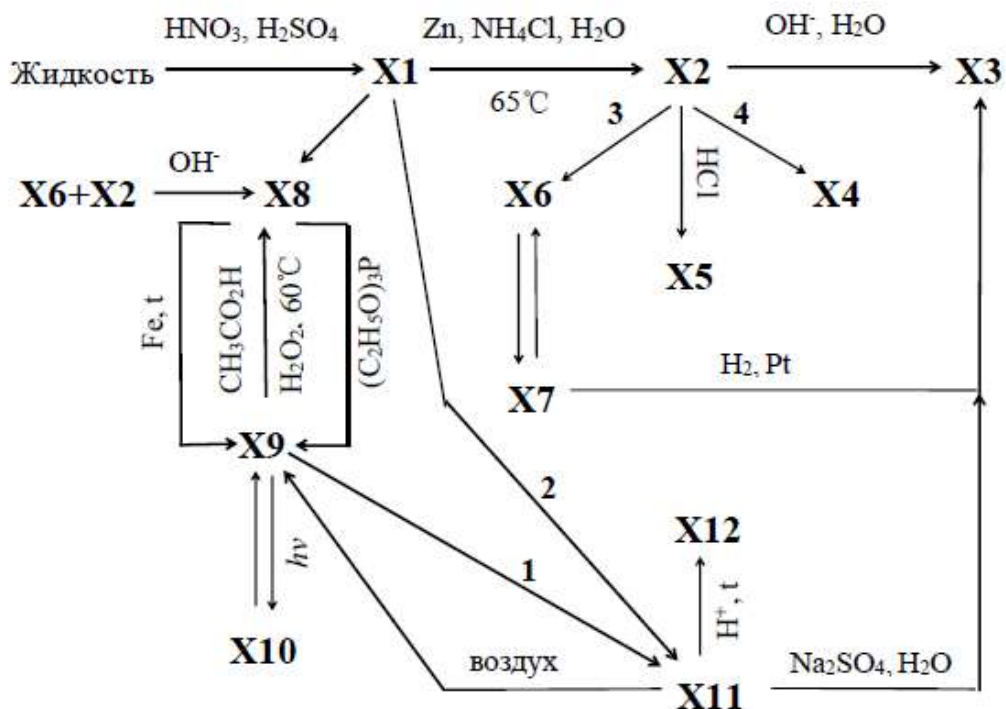 HNO3, H2SO4
Zn, NH4Cl, H2O
OH-, H2O
Жидкость
X1
X2
X3
65℃
3
4
OH-
HCl
X6+X2
X8
X6
X4
X5
Fe, t
CH3CO2H
H2O2, 60℃
(C2H5O)3P
H2, Pt
X7
X9
2
X12
hν
1
H+, t
X10
воздух
Na2SO4, H2O
X11